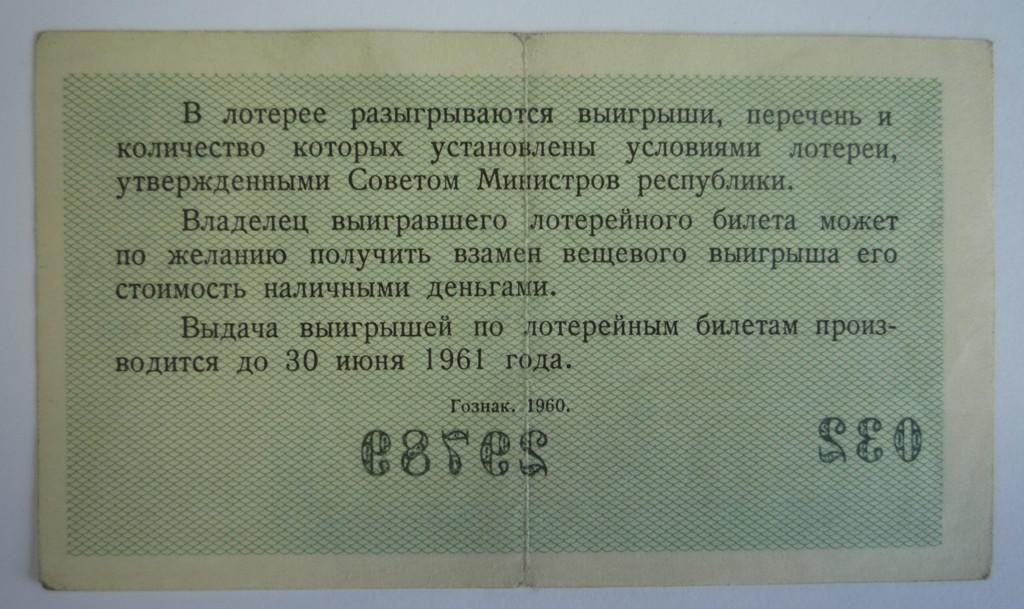 В лотерее разыгрываются выигрыши, перечень и
количество которых установлены условиями лотереи,
утвержденными Советом Министров республики.
Владелец выигравшего лотерейного билета может
по желанию получить взамен вещевого выигрыша его
стоимость наличными деньгами.
Выдача выигрышей по лотерейным билетам произ-
водится до 30 июня 1961 года.
Гознак. 1960.
29789 032